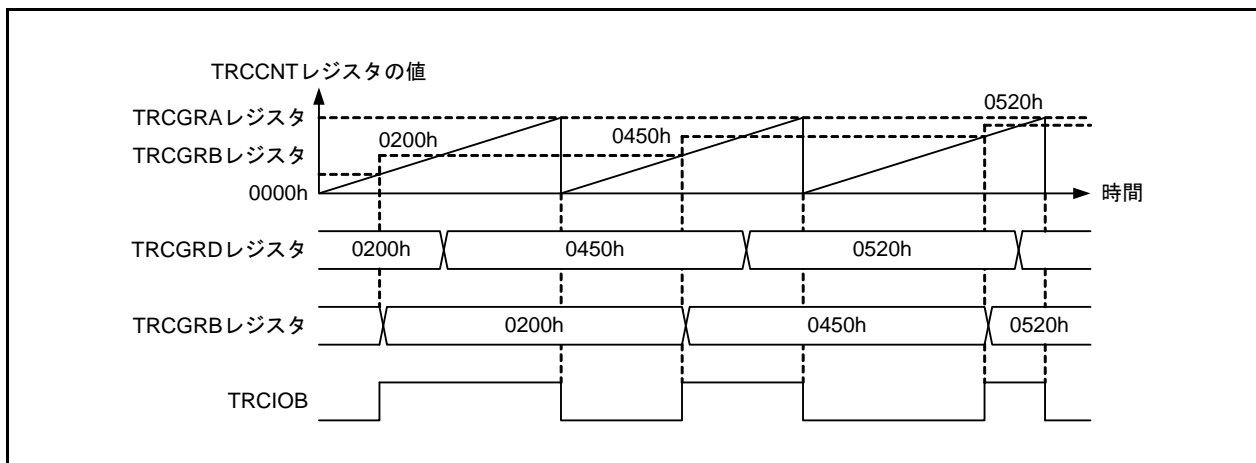 TRCCNTレジスタの値
TRCGRAレジスタ
0520h
0200h
0450h
TRCGRBレジスタ
0000h
時間
TRCGRDレジスタ
0200h
0450h
0520h
TRCGRBレジスタ
0200h
0450h
0520h
TRCIOB